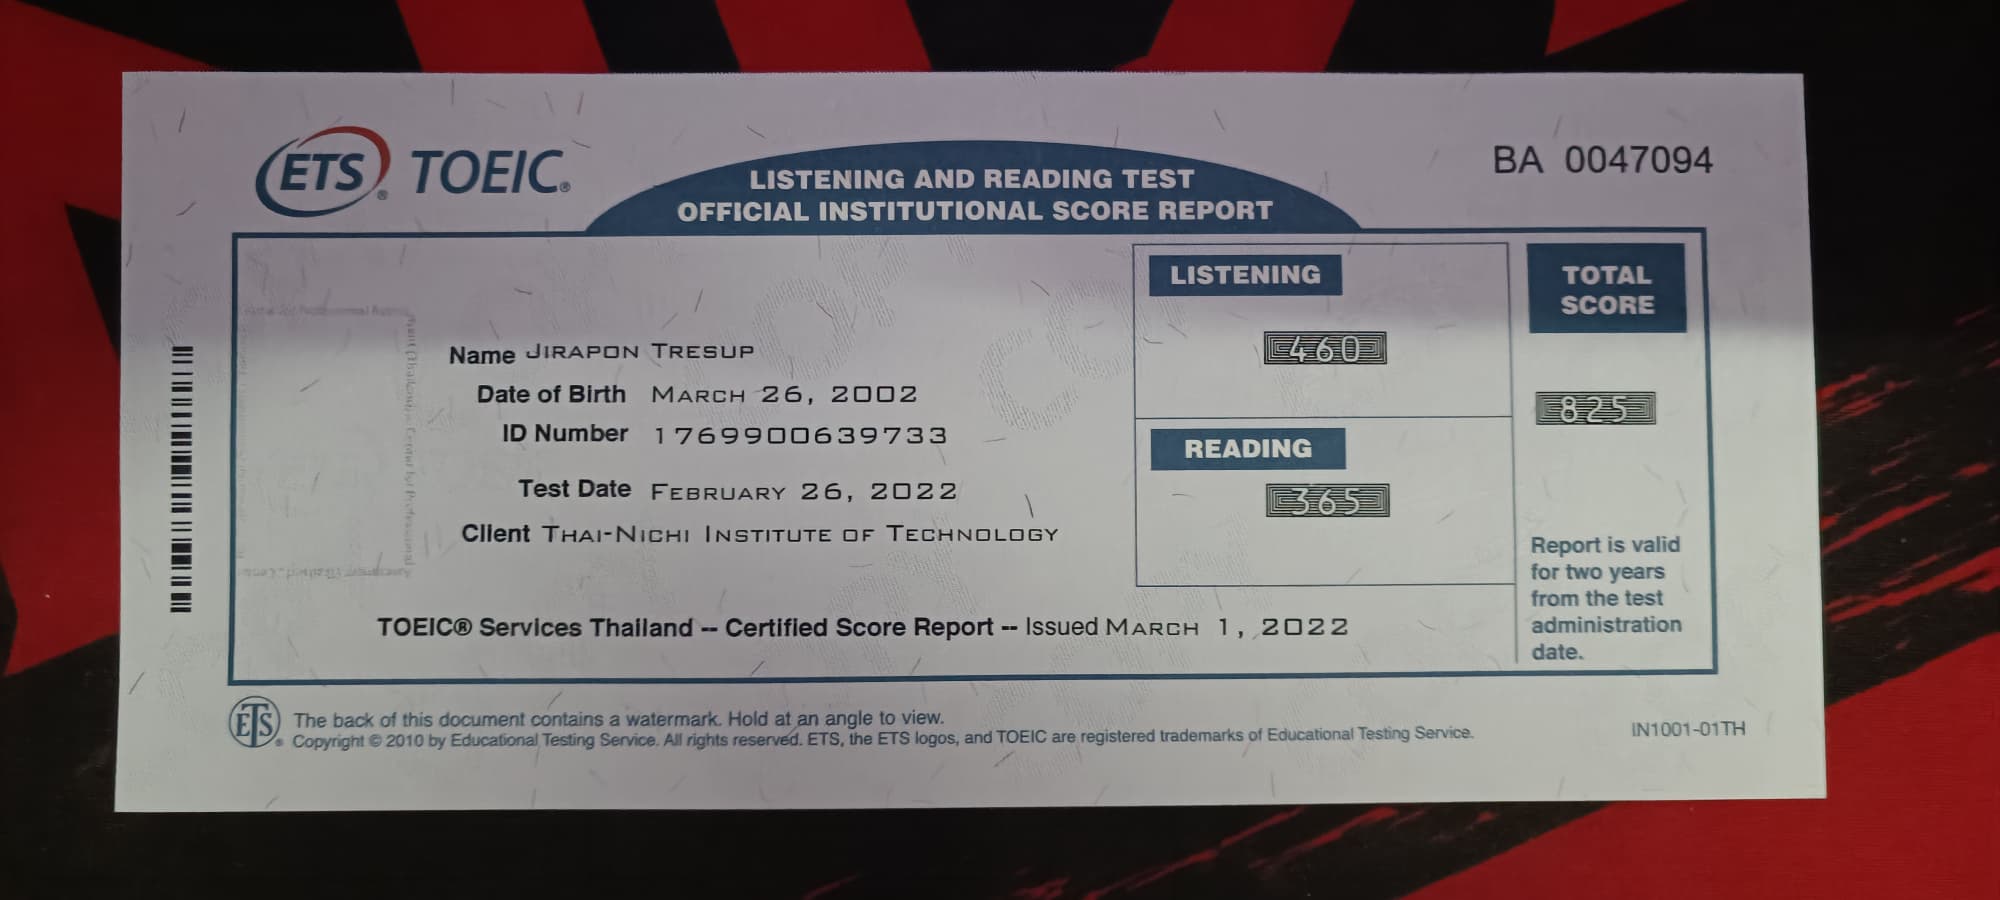 ETS® TOEIC®
LISTENING AND READING TEST
OFFICIAL INSTITUTIONAL SCORE REPORT
BA 0047094
LISTENING
460
READING
365
TOTAL
SCORE
825
Name JIRAPON TRESUP
Date of Birth MARCH 26, 2002
ID Number 1769900639733
Test Date FEBRUARY 26, 2022
Client THAI-NICHI INSTITUTE OF TECHNOLOGY
Report is valid
for two years
from the test
administration
date.
TOEIC® Services Thailand -- Certified Score Report -- Issued MARCH 1, 2022
ETS® The back of this document contains a watermark. Hold at an angle to view.
Copyright © 2010 by Educational Testing Service. All rights reserved. ETS, the ETS logos, and TOEIC are registered trademarks of Educational Testing Service.
IN1001-01TH